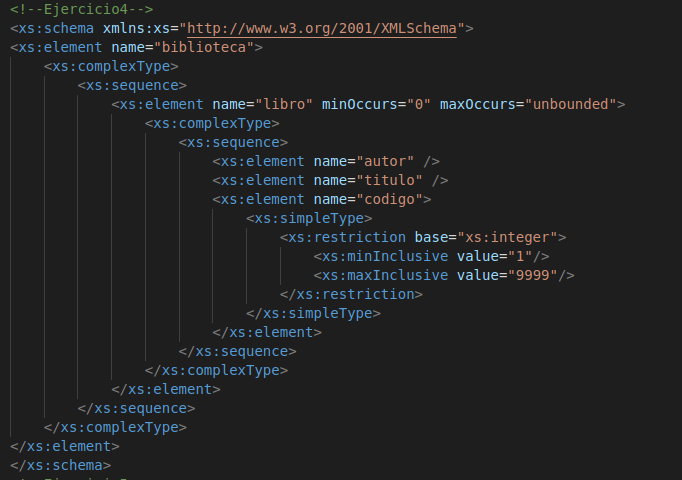 <!--Ejercicio4-->
<xs:schema xmlns:xs="http://www.w3.org/2001/XMLSchema">
<xs:element name="biblioteca">
<xs:complexType>
<xs:sequence>
<xs:element name="libro" minOccurs="0" maxOccurs="unbounded">
<xs:complexType>
<xs:sequence>
<xs:element name="autor" />
<xs:element name="titulo" />
<xs:element name="codigo">
<xs:simpleType>
<xs:restriction base="xs:integer">
<xs:minInclusive value="1"/>
<xs:maxInclusive value="9999"/>
</xs:restriction>
</xs:simpleType>
</xs:element>
</xs:sequence>
</xs:complexType>
</xs:element>
</xs:sequence>
</xs:complexType>
</xs:element>
</xs:schema>